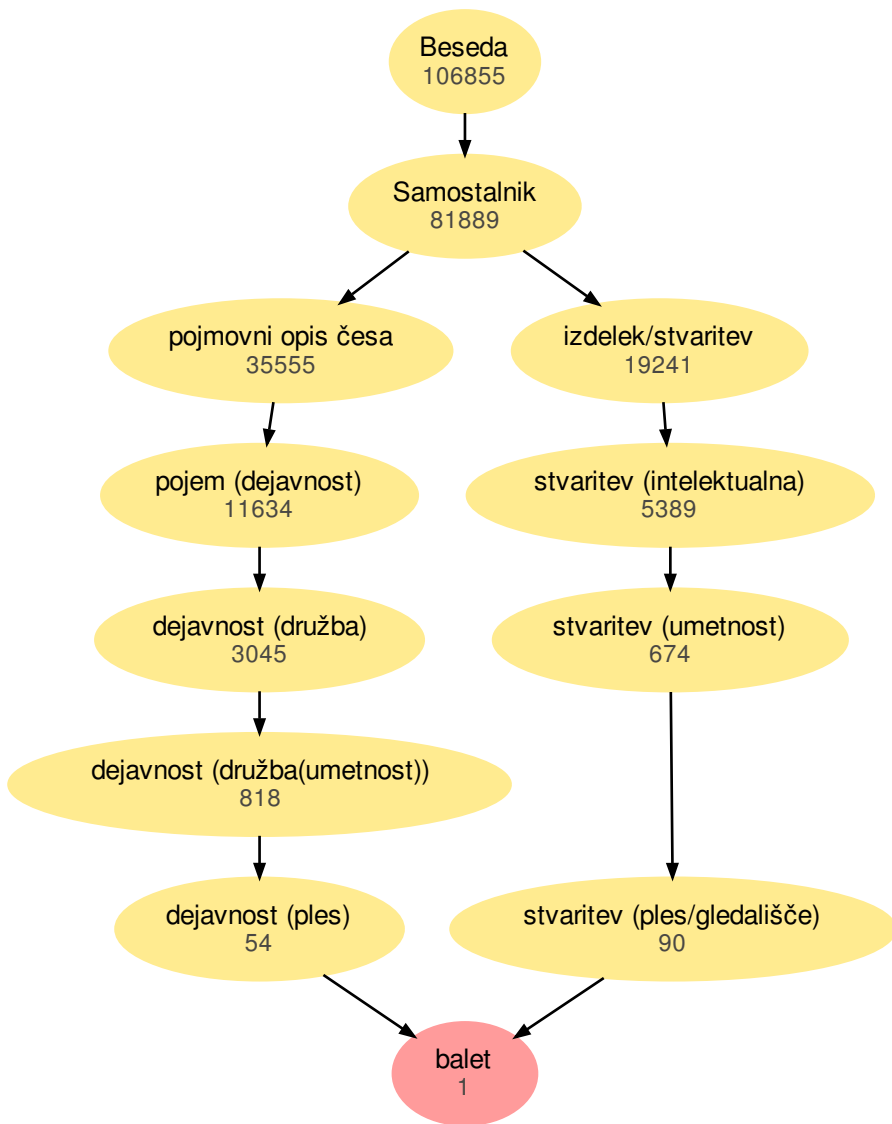 Beseda
106855
Samostalnik
81889
pojmovni opis česa
35555
izdelek/stvaritev
19241
pojem (dejavnost)
11634
stvaritev (intelektualna)
5389
dejavnost (družba)
3045
stvaritev (umetnost)
674
dejavnost (družba(umetnost))
818
dejavnost (ples)
54
stvaritev (ples/gledališče)
90
balet
1